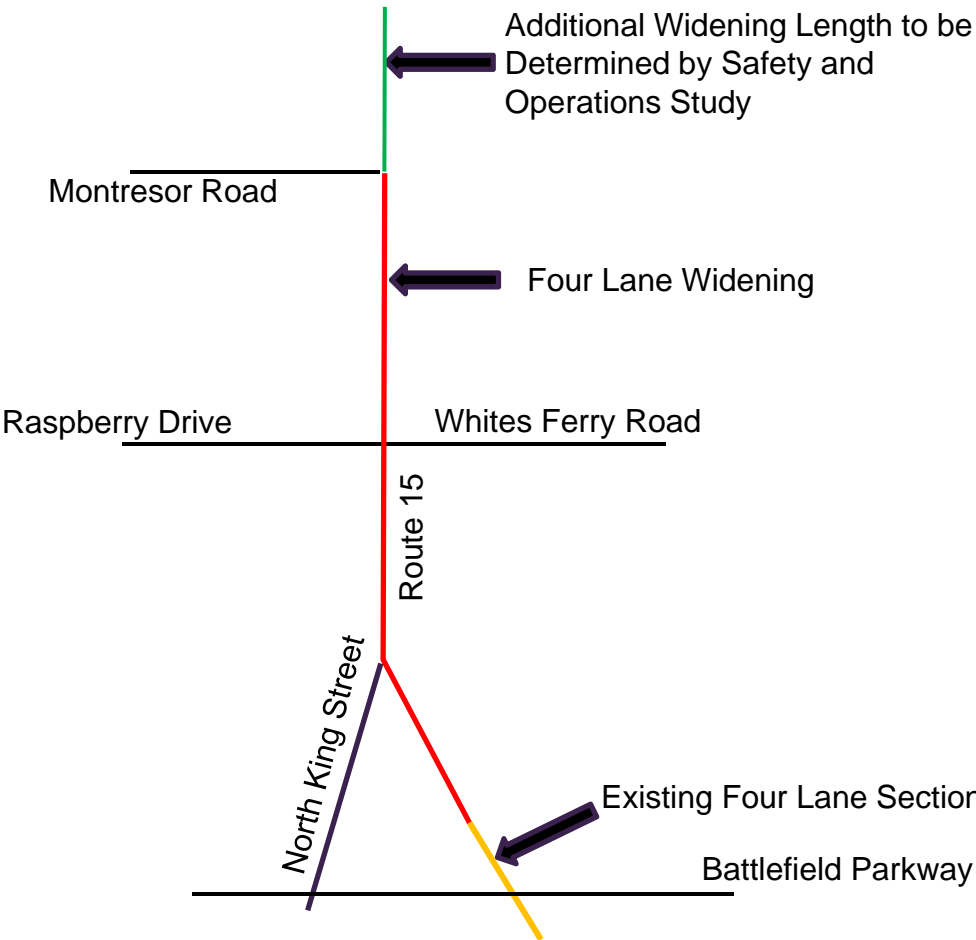 Additional Widening Length to be
Determined by Safety and
Operations Study
Montresor Road
Four Lane Widening
Raspberry Drive
Whites Ferry Road
Route 15
North King Street
Existing Four Lane Section
Battlefield Parkway